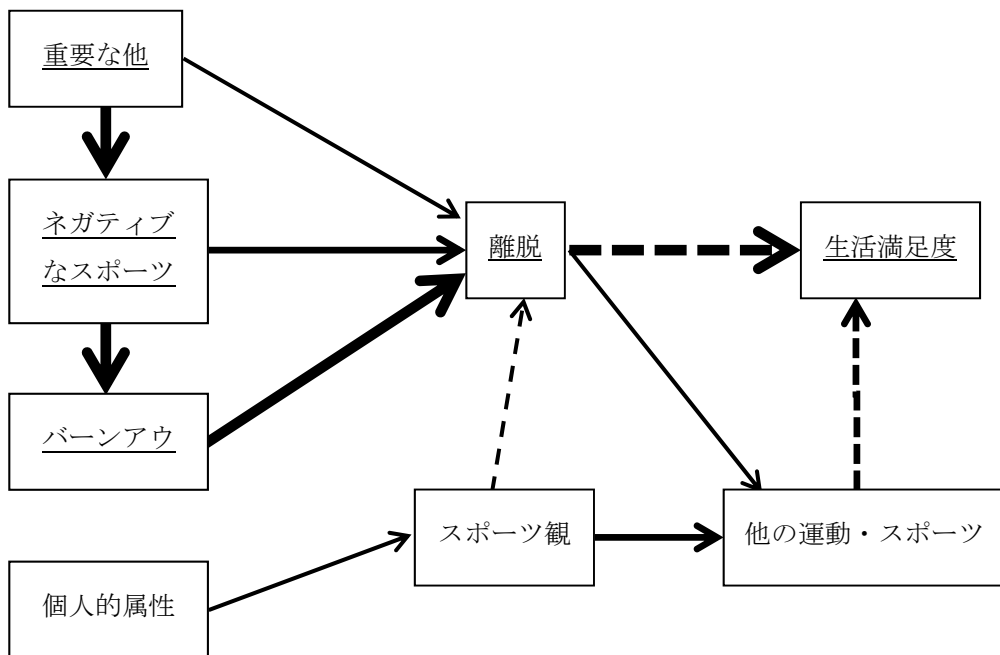 重要な他
ネガティブ
なスポーツ
離脱
生活満足度
バーンアウ
スポーツ観
他の運動・スポーツ
個人的属性